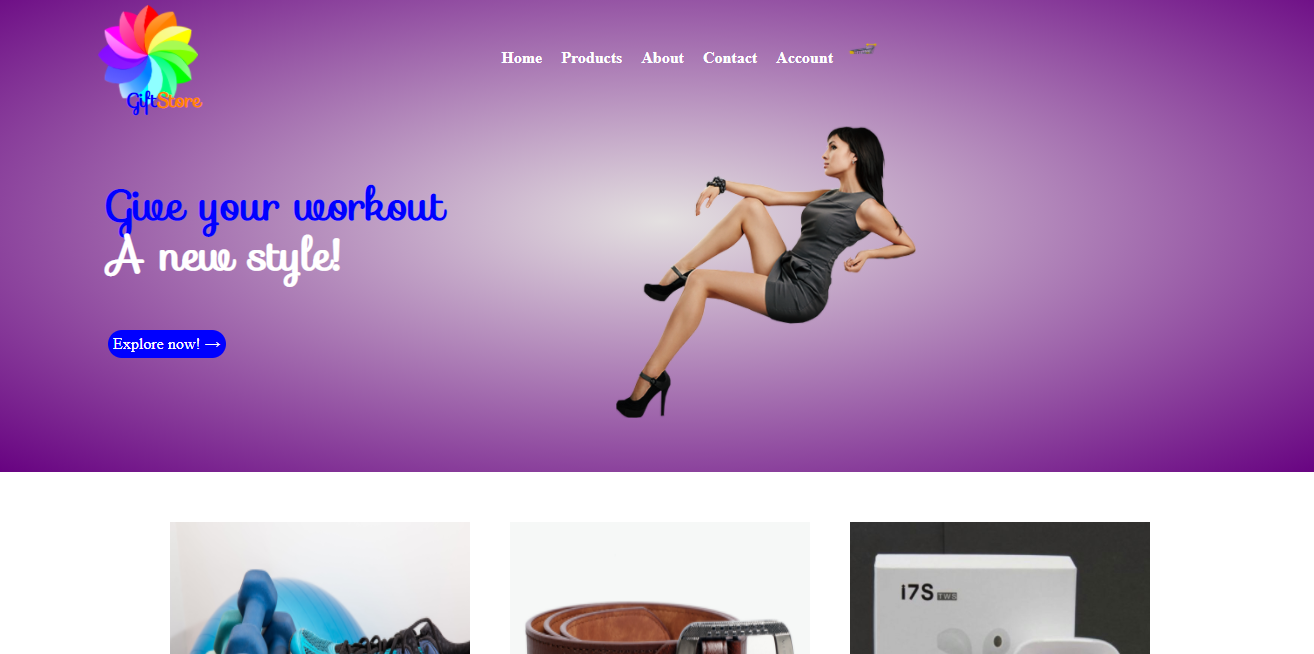 GiftStore
Home Products About Contact Account
Give your workout
A new style!
Explore now! →
i7S TWS